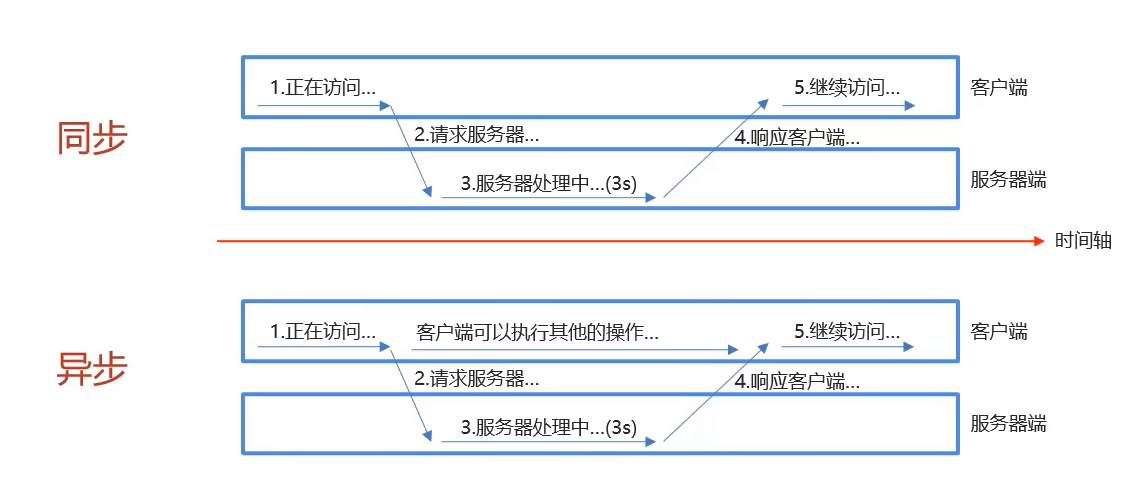 1.正在访问...
5.继续访问...
客户端
同步
2.请求服务器...
4.响应客户端...
3.服务器处理中...(3s)
服务器端
时间轴
1.正在访问...
客户端可以执行其他的操作...
5.继续访问...
客户端
异步
2.请求服务器...
4.响应客户端...
3.服务器处理中...(3s)
服务器端